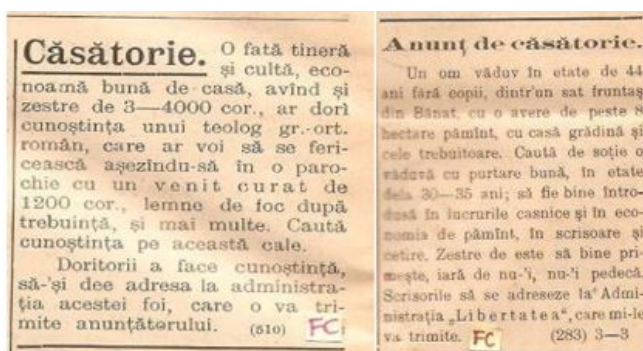 Căsătorie. O fată tineră
și cultă, eco-
noamă bună de casă, avînd și
zestre de 3—4000 cor., ar dori
cunoștința unui teolog gr.-ort.
român, care ar voi să se feri-
cească așezîndu-să în o paro-
chie cu un venit curat de
1200 cor., lemne de foc după
trebuință, și mai multe. Caută
cunoștința pe această cale.
Doritorii a face cunoștință,
să-'și dee adresa la administra-
ția acestei foi, care o va tri-
mite anunțătorului. (510) FC
Anunț de căsătorie.
Un om văduv în etate de 44
ani fără copii, dintr'un sat fruntaș
din Bănat, cu o avere de peste 8
hectare pămînt, cu casă grădină și
cele trebuitoare. Caută de soție o
văduvă cu purtare bună, în etate
dela 30—35 ani; să fie bine intro-
dusă în lucrurile casnice și în eco-
nomia de pămînt, în scrisoare și
cetire. Zestre de este să bine pri-
mește, iară de nu-'i, nu-'i pedecă.
Scrisorile să se adreseze la Admi-
nistrația „Libertatea", care mi-le
va trimite. FC (283) 3—3